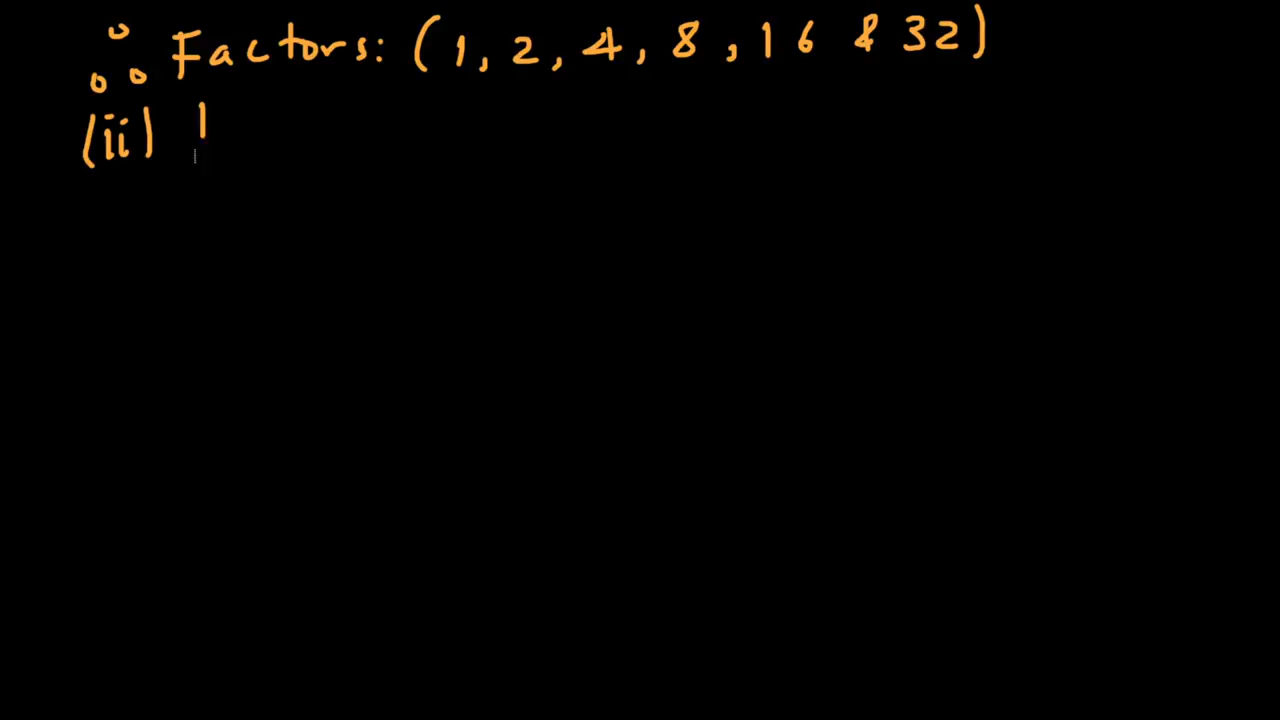 ∴ Factors: (1, 2, 4, 8, 16 & 32)
(ii) 1